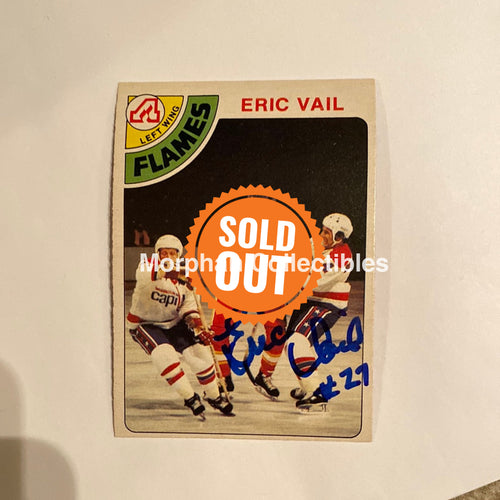 ERIC VAIL
LEFT WING
FLAMES
SOLD
OUT
Morphan Collectibles
capi
Eric Vail
#27